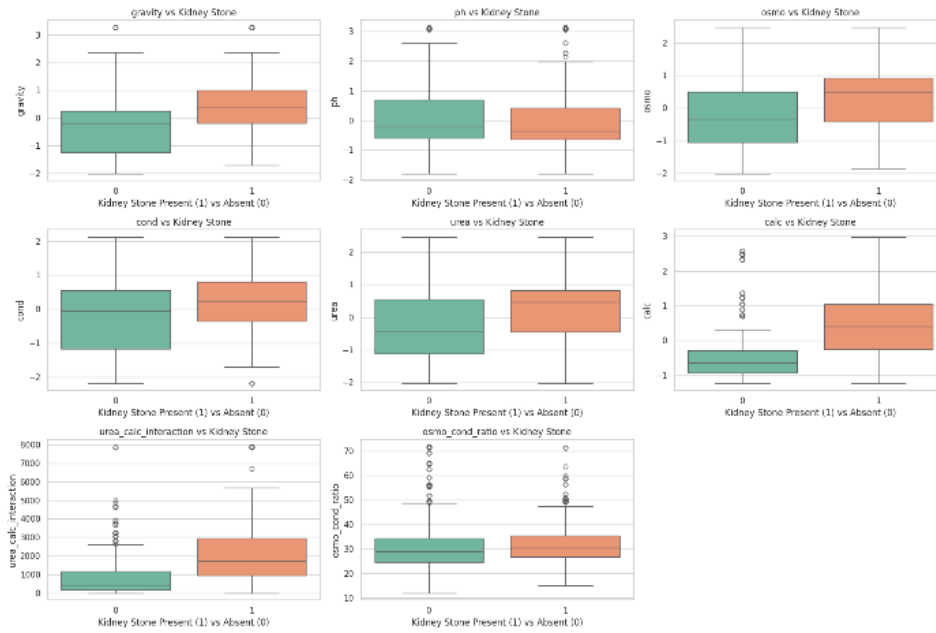 gravity vs Kidney Stone
3
2
1
0
−1
−2
gravity
0 1
Kidney Stone Present (1) vs Absent (0)
ph vs Kidney Stone
3
2
1
0
−1
−2
ph
0 1
Kidney Stone Present (1) vs Absent (0)
osmo vs Kidney Stone
2
1
0
−1
−2
osmo
0 1
Kidney Stone Present (1) vs Absent (0)
cond vs Kidney Stone
2
1
0
−1
−2
cond
0 1
Kidney Stone Present (1) vs Absent (0)
urea vs Kidney Stone
2
1
0
−1
−2
urea
0 1
Kidney Stone Present (1) vs Absent (0)
calc vs Kidney Stone
3
2
1
0
−1
calc
0 1
Kidney Stone Present (1) vs Absent (0)
urea_calc_interaction vs Kidney Stone
8000
7000
6000
5000
4000
3000
2000
1000
0
urea_calc_interaction
0 1
Kidney Stone Present (1) vs Absent (0)
osmo_cond_ratio vs Kidney Stone
70
60
50
40
30
20
10
osmo_cond_ratio
0 1
Kidney Stone Present (1) vs Absent (0)